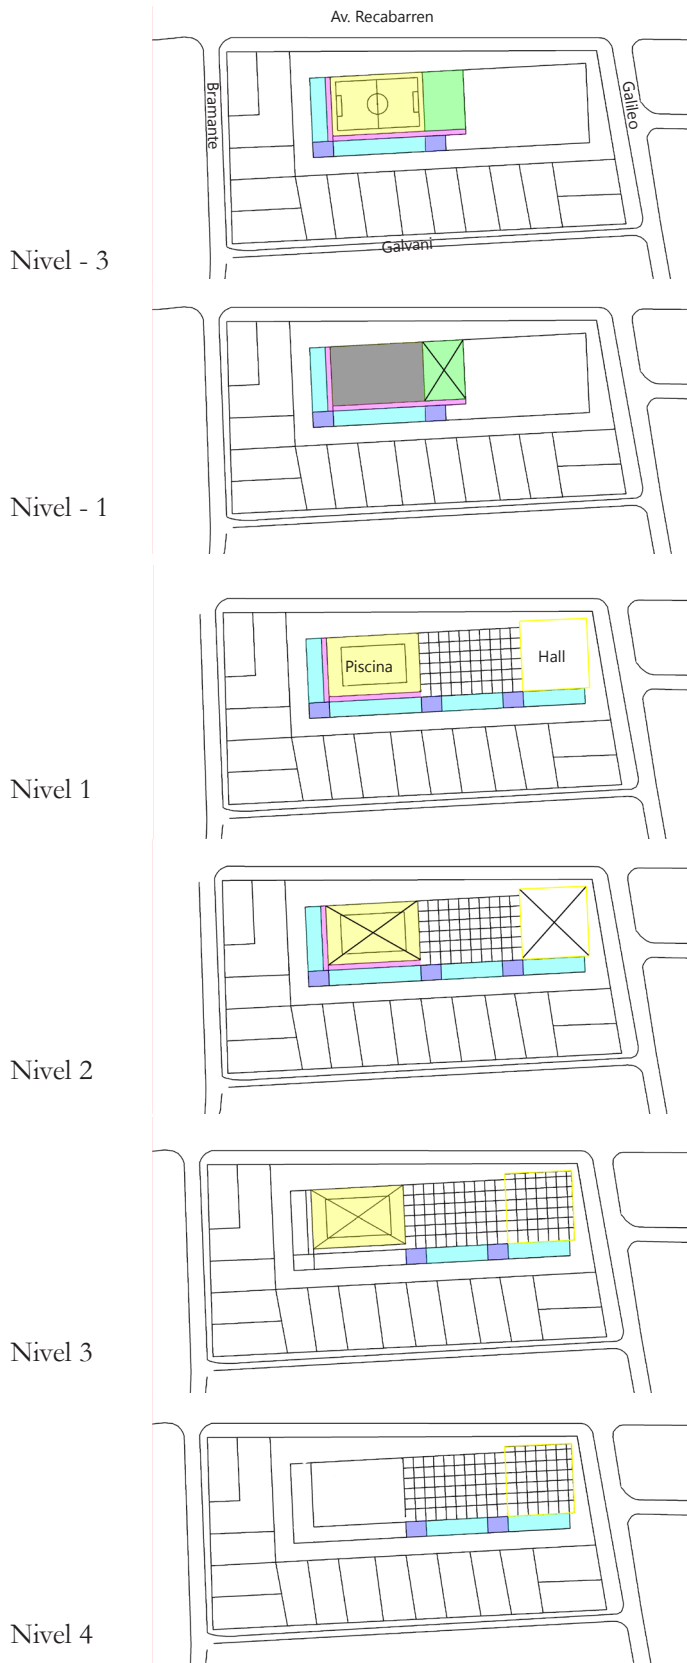 Av. Recabarren
Bramante
Galileo
Galvani
Nivel - 3
Nivel - 1
Piscina
Hall
Nivel 1
Nivel 2
Nivel 3
Nivel 4